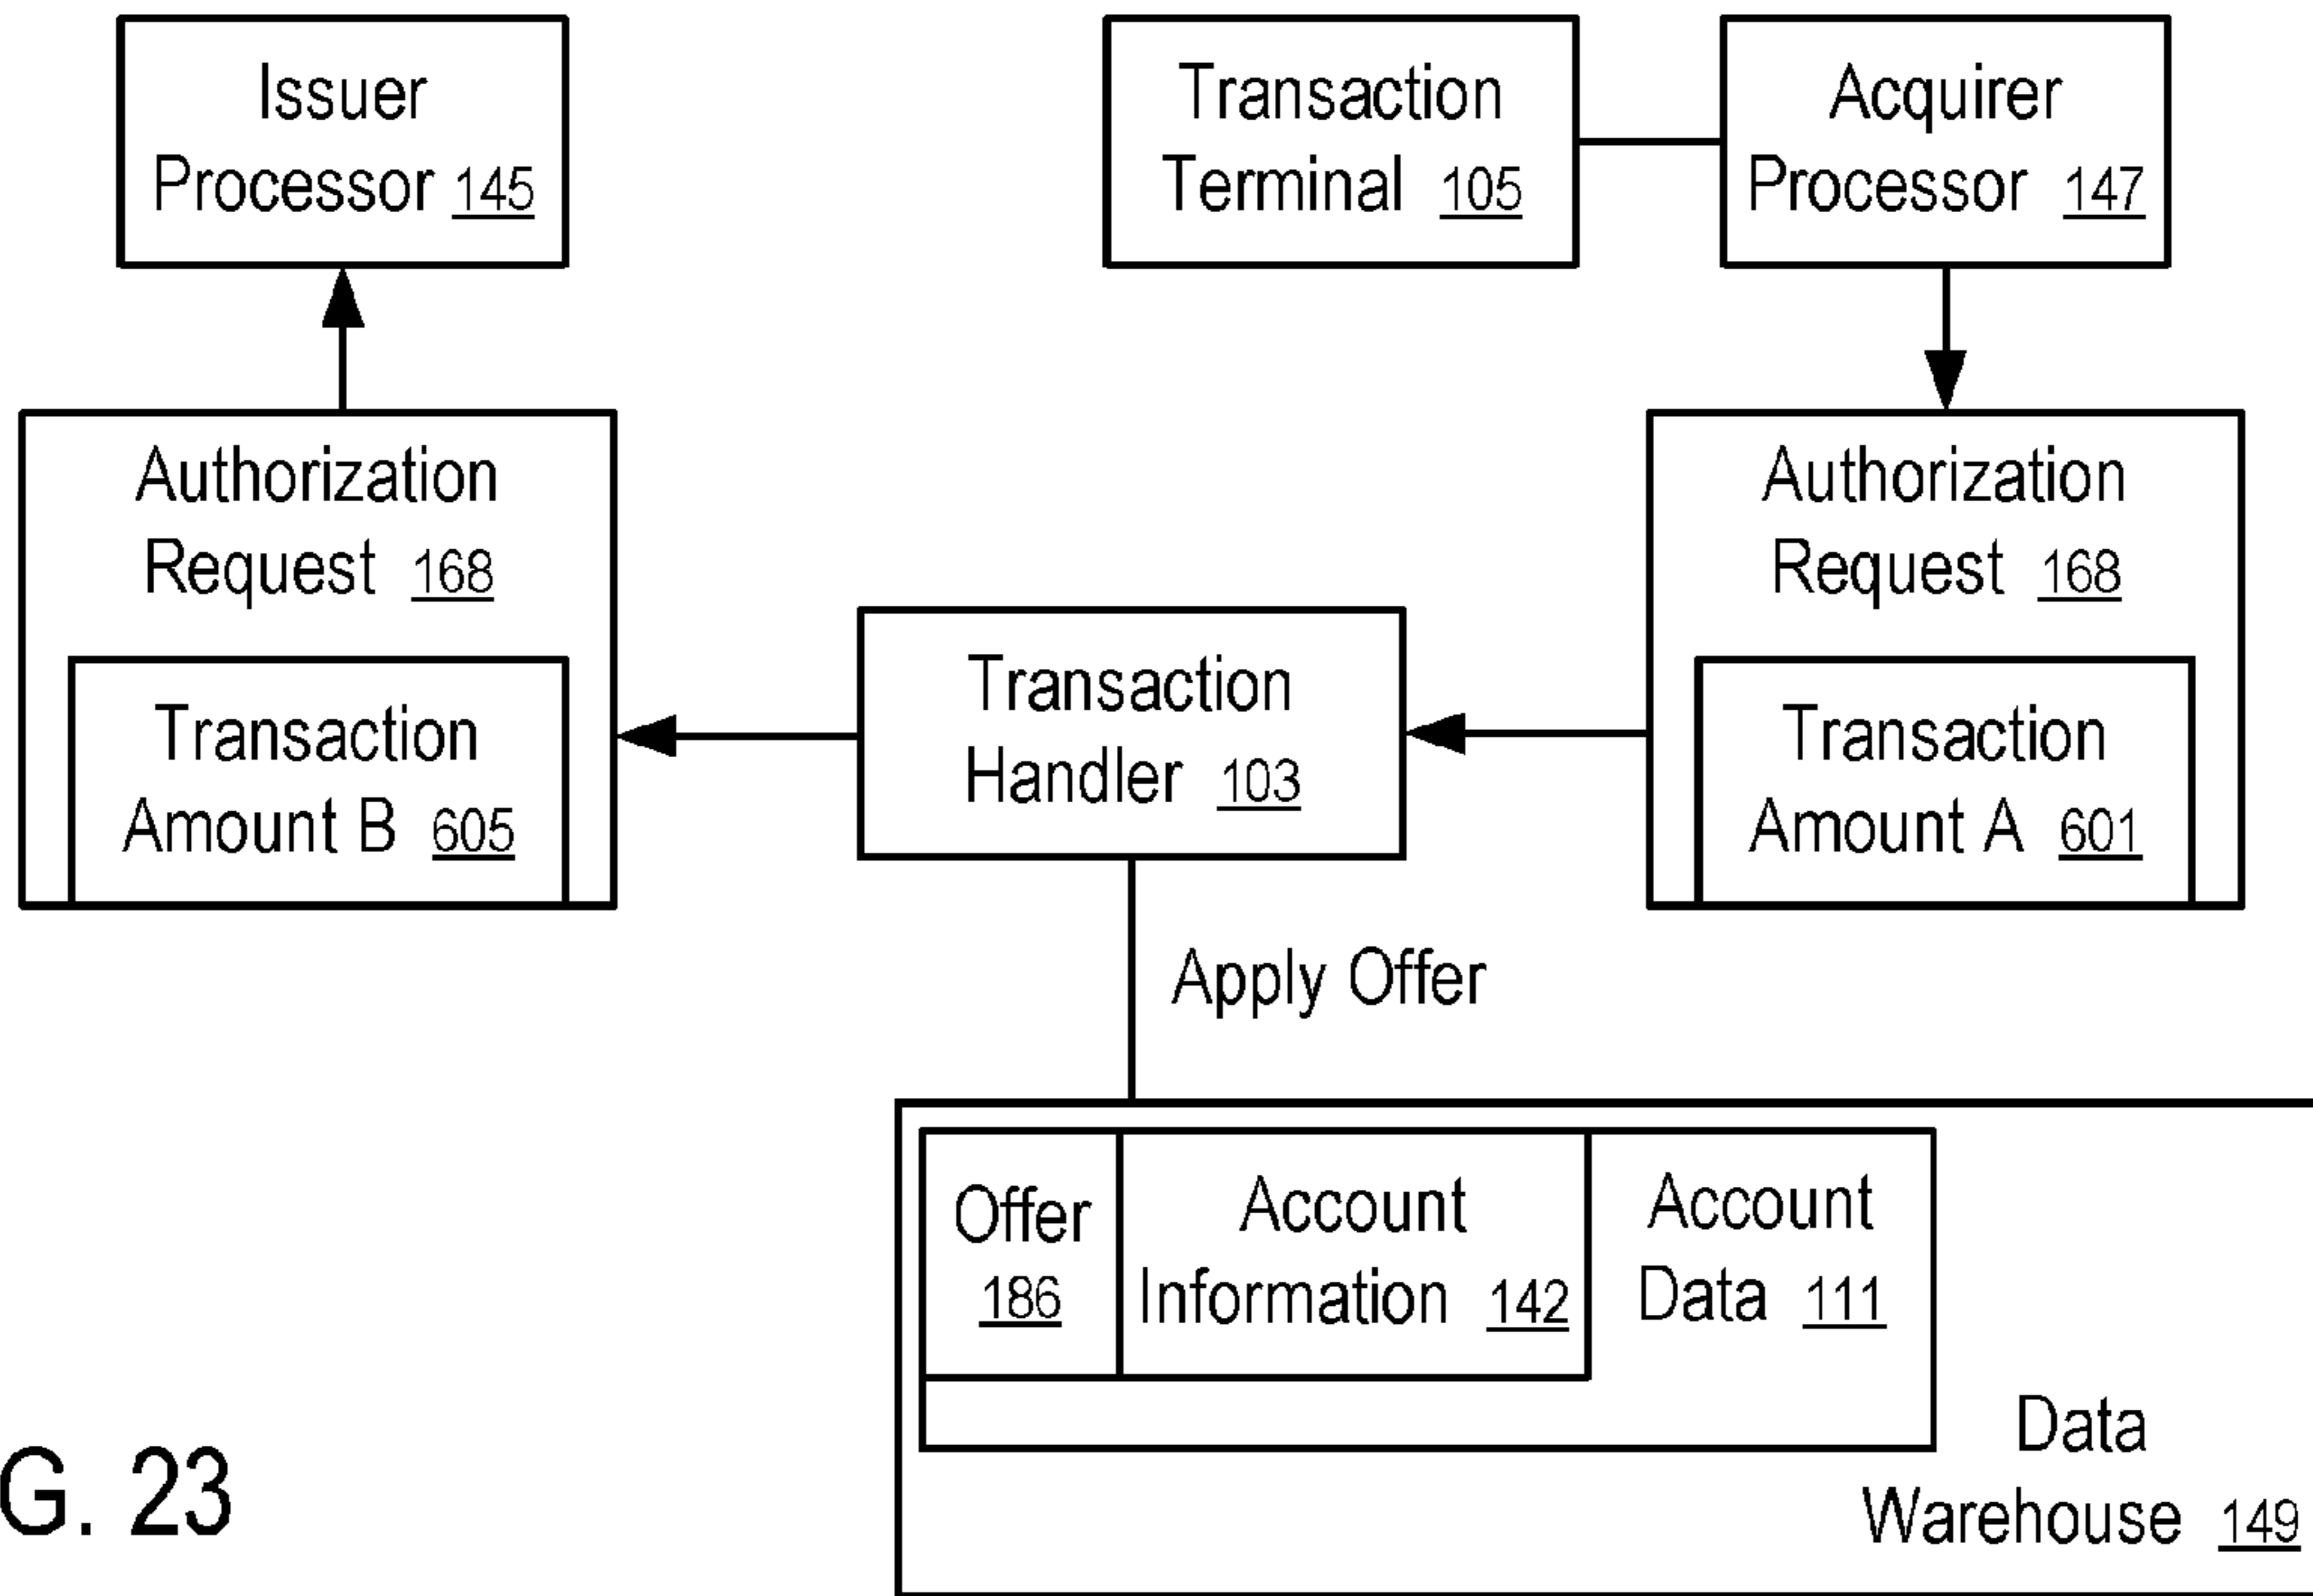 Issuer
Processor 145
Transaction
Terminal 105
Acquirer
Processor 147
Authorization
Request 168
Transaction
Amount B 605
Transaction
Handler 103
Authorization
Request 168
Transaction
Amount A 601
Apply Offer
Offer
186
Account
Information 142
Account
Data 111
Data
Warehouse 149
G. 23